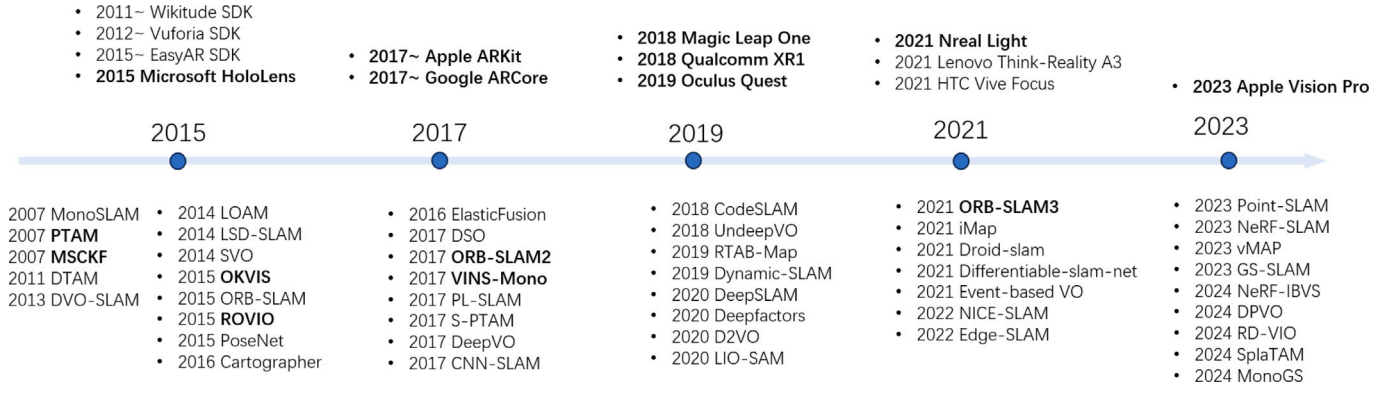 • 2011~ Wikitude SDK
• 2012~ Vuforia SDK
• 2015~ EasyAR SDK
• 2015 Microsoft HoloLens
• 2017~ Apple ARKit
• 2017~ Google ARCore
• 2018 Magic Leap One
• 2018 Qualcomm XR1
• 2019 Oculus Quest
• 2021 Nreal Light
• 2021 Lenovo Think-Reality A3
• 2021 HTC Vive Focus
• 2023 Apple Vision Pro
2015
2017
2019
2021
2023
2007 MonoSLAM
2007 PTAM
2007 MSCKF
2011 DTAM
2013 DVO-SLAM
• 2014 LOAM
• 2014 LSD-SLAM
• 2014 SVO
• 2015 OKVIS
• 2015 ORB-SLAM
• 2015 ROVIO
• 2015 PoseNet
• 2016 Cartographer
• 2016 ElasticFusion
• 2017 DSO
• 2017 ORB-SLAM2
• 2017 VINS-Mono
• 2017 PL-SLAM
• 2017 S-PTAM
• 2017 DeepVO
• 2017 CNN-SLAM
• 2018 CodeSLAM
• 2018 UndeepVO
• 2019 RTAB-Map
• 2019 Dynamic-SLAM
• 2020 DeepSLAM
• 2020 Deepfactors
• 2020 D2VO
• 2020 LIO-SAM
• 2021 ORB-SLAM3
• 2021 iMap
• 2021 Droid-slam
• 2021 Differentiable-slam-net
• 2021 Event-based VO
• 2022 NICE-SLAM
• 2022 Edge-SLAM
• 2023 Point-SLAM
• 2023 NeRF-SLAM
• 2023 vMAP
• 2023 GS-SLAM
• 2024 NeRF-IBVS
• 2024 DPVO
• 2024 RD-VIO
• 2024 SplaTAM
• 2024 MonoGS